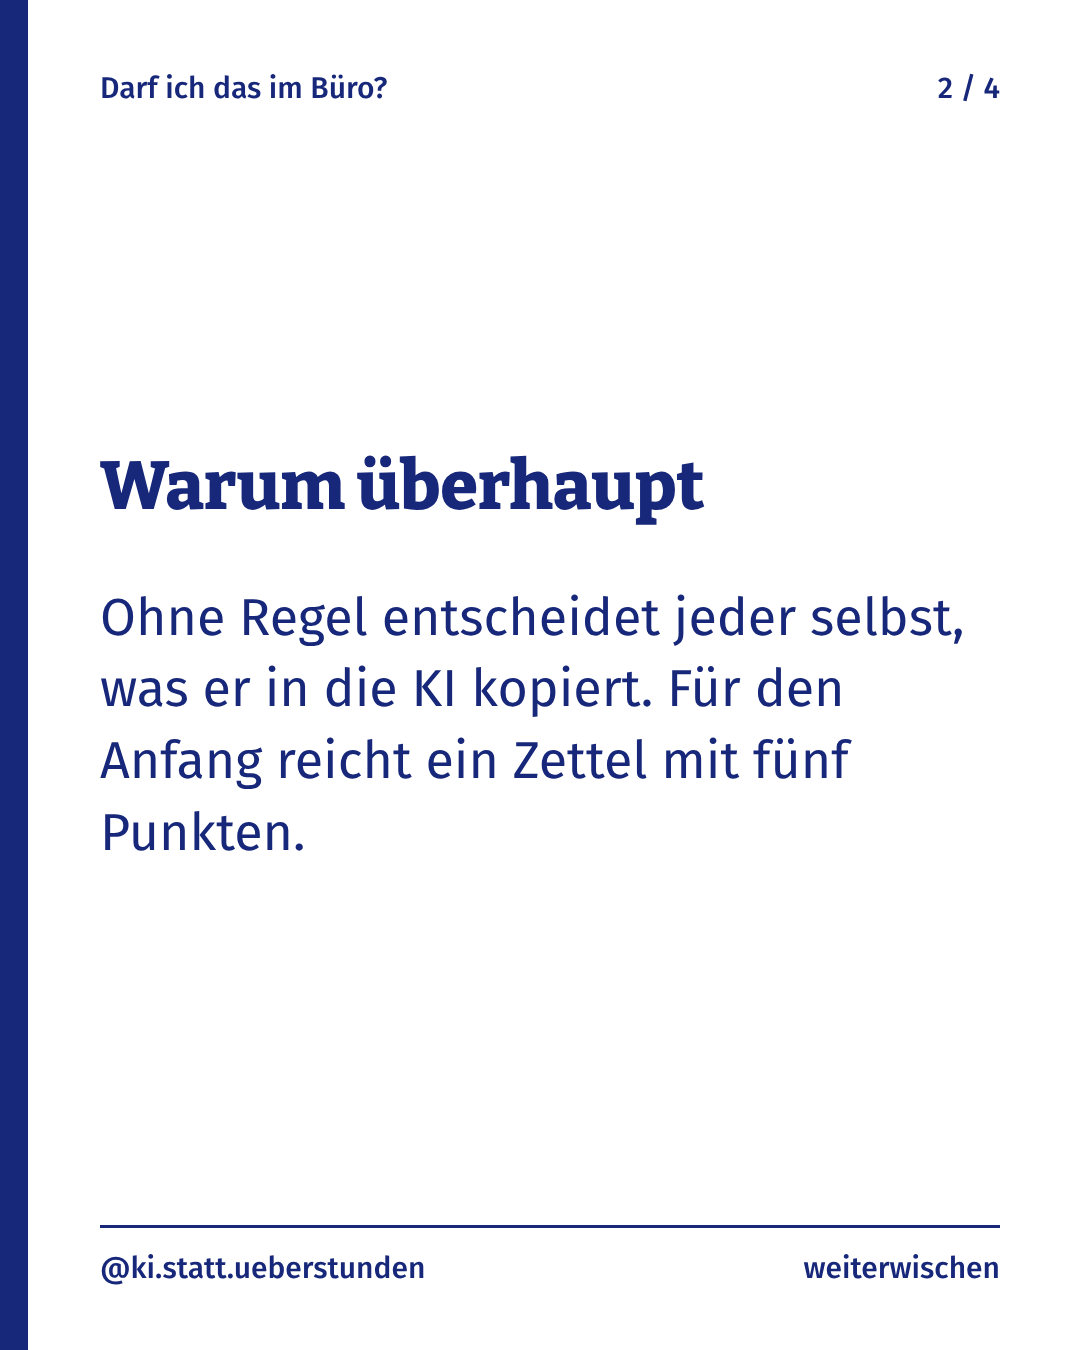 Darf ich das im Büro?
2 / 4
Warum überhaupt
Ohne Regel entscheidet jeder selbst,
was er in die KI kopiert. Für den
Anfang reicht ein Zettel mit fünf
Punkten.
@ki.statt.ueberstunden
weiterwischen